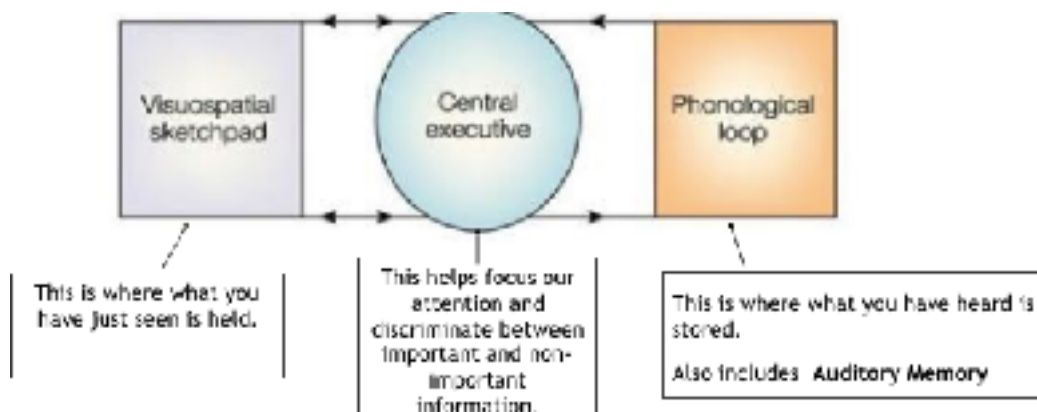 Visuospatial
sketchpad
Central
executive
Phonological
loop
This is where what you
have just seen is held.
This helps focus our
attention and
discriminate between
important and non-
important
information.
This is where what you have heard is
stored.
Also includes Auditory Memory